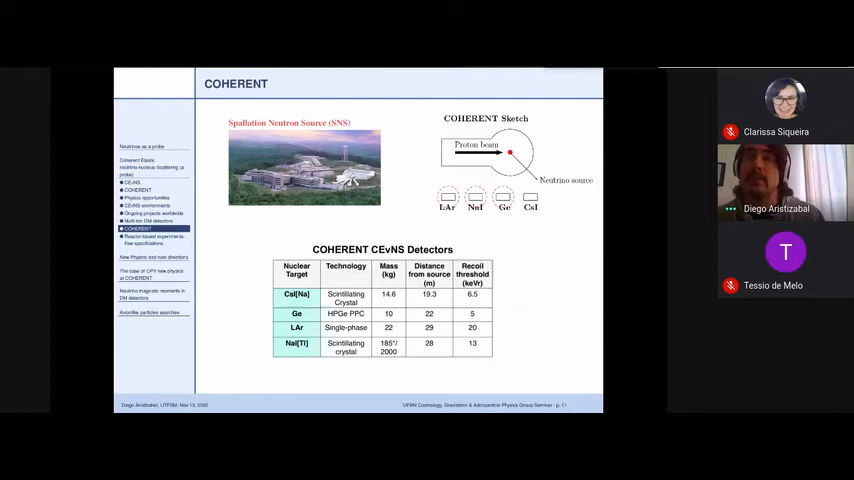 COHERENT
Neutrinos as a probe
Coherent Elastic
neutrino-nucleus Scattering (a
probe)
CEνNS
COHERENT
Physics opportunities
CEνNS environments
Ongoing projects worldwide
Multi-ton DM detectors
COHERENT
Reactor-based experiments:
Few specifications
New Physics and new directions
The case of CPV new physics
at COHERENT
Neutrino magnetic moments in
DM detectors
Axionlike particles searches
Spallation Neutron Source (SNS)
COHERENT Sketch
Proton beam
Neutrino source
LAr NaI Ge CsI
COHERENT CEνNS Detectors
Nuclear Target Technology Mass (kg) Distance from source (m) Recoil threshold (keVr)
CsI[Na] Scintillating Crystal 14.6 19.3 6.5
Ge HPGe PPC 10 22 5
LAr Single-phase 22 29 20
NaI[Tl] Scintillating crystal 185*/ 2000 28 13
Diego Aristizabal, UTFSM, Nov 13, 2020
UFRN Cosmology, Gravitation & Astroparticle Physics Group Seminar - p. 11
Clarissa Siqueira
Diego Aristizabal
T
Tessio de Melo